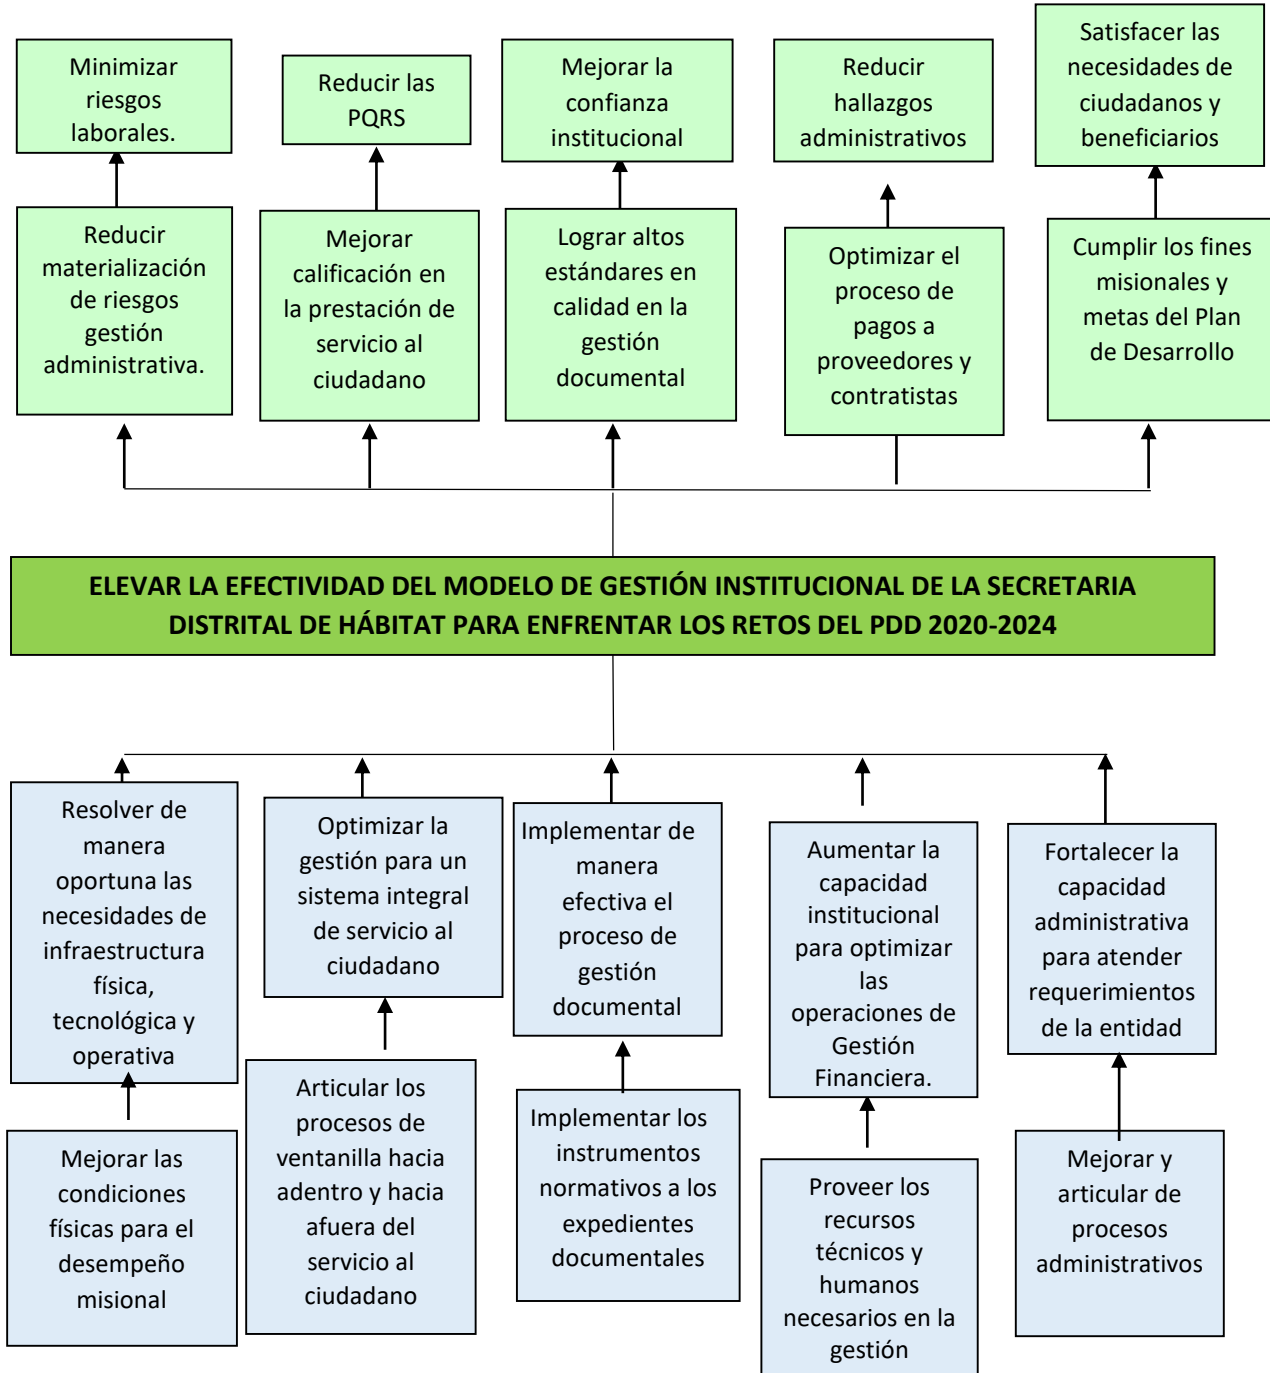 Minimizar
riesgos
laborales.
Reducir las
PQRS
Mejorar la
confianza
institucional
Reducir
hallazgos
administrativos
Satisfacer las
necesidades de
ciudadanos y
beneficiarios
Reducir
materialización
de riesgos
gestión
administrativa.
Mejorar
calificación en
la prestación de
servicio al
ciudadano
Lograr altos
estándares en
calidad en la
gestión
documental
Optimizar el
proceso de
pagos a
proveedores y
contratistas
Cumplir los fines
misionales y
metas del Plan
de Desarrollo
ELEVAR LA EFECTIVIDAD DEL MODELO DE GESTIÓN INSTITUCIONAL DE LA SECRETARIA
DISTRITAL DE HÁBITAT PARA ENFRENTAR LOS RETOS DEL PDD 2020-2024
Resolver de
manera
oportuna las
necesidades de
infraestructura
física,
tecnológica y
operativa
Optimizar la
gestión para un
sistema integral
de servicio al
ciudadano
Implementar de
manera
efectiva el
proceso de
gestión
documental
Aumentar la
capacidad
institucional
para optimizar
las
operaciones de
Gestión
Financiera.
Fortalecer la
capacidad
administrativa
para atender
requerimientos
de la entidad
Mejorar las
condiciones
físicas para el
desempeño
misional
Articular los
procesos de
ventanilla hacia
adentro y hacia
afuera del
servicio al
ciudadano
Implementar los
instrumentos
normativos a los
expedientes
documentales
Proveer los
recursos
técnicos y
humanos
necesarios en la
gestión
Mejorar y
articular de
procesos
administrativos